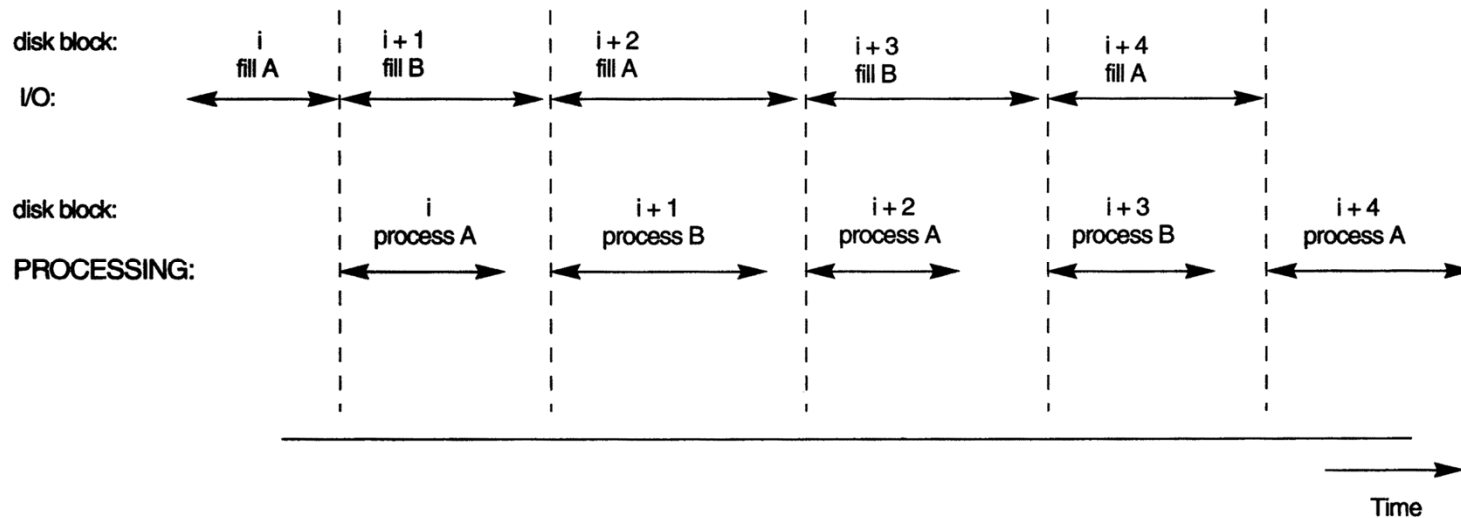 disk block:
i
i + 1
i + 2
i + 3
i + 4
fill A
fill B
fill A
fill B
fill A
I/O:
disk block:
i
i + 1
i + 2
i + 3
i + 4
process A
process B
process A
process B
process A
PROCESSING:
Time